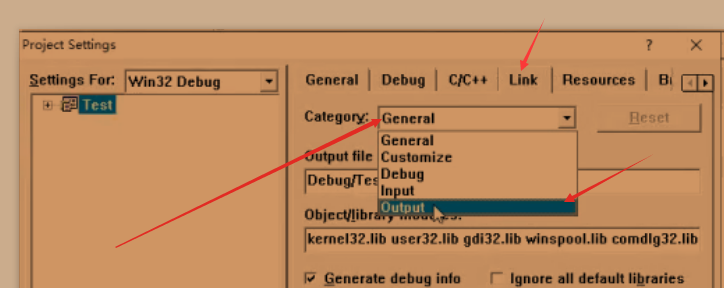 Project Settings
Settings For: Win32 Debug
Test
General Debug C/C++ Link Resources
Category: General Reset
General
Customize
Debug
Input
Output
Output file
Debug/Tes
Object/library modules:
kernel32.lib user32.lib gdi32.lib winspool.lib comdlg32.lib
Generate debug info Ignore all default libraries